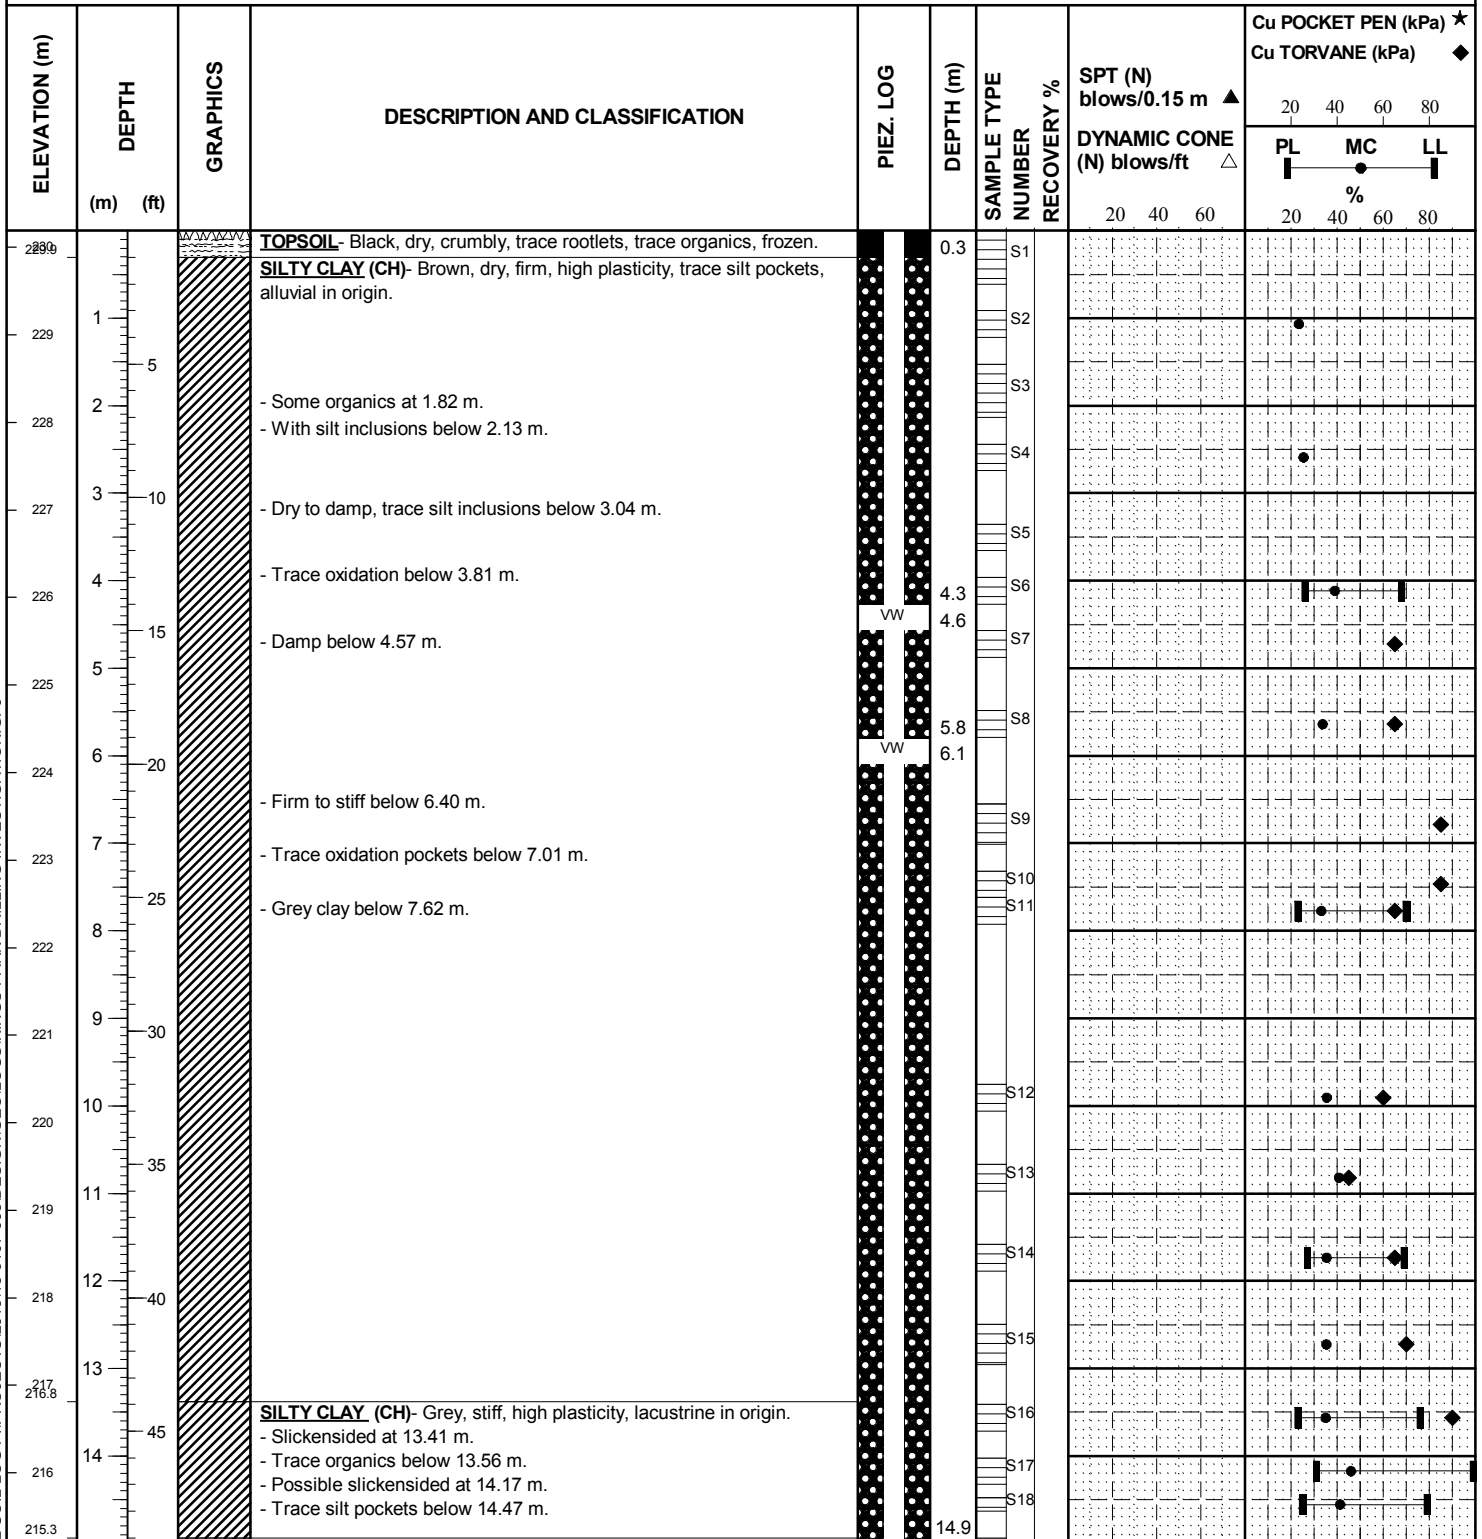 ELEVATION (m)
DEPTH
(m) (ft)
GRAPHICS
DESCRIPTION AND CLASSIFICATION
PIEZ. LOG
DEPTH (m)
SAMPLE TYPE
NUMBER
RECOVERY %
SPT (N)
blows/0.15 m ▲
DYNAMIC CONE
(N) blows/ft △
20 40 60
Cu POCKET PEN (kPa) ★
Cu TORVANE (kPa) ◆
20 40 60 80
PL MC LL
%
20 40 60 80
229.9
TOPSOIL- Black, dry, crumbly, trace rootlets, trace organics, frozen.
0.3 S1
SILTY CLAY (CH)- Brown, dry, firm, high plasticity, trace silt pockets,
alluvial in origin.
1 S2
229
5
S3
2 - Some organics at 1.82 m.
228 - With silt inclusions below 2.13 m.
S4
3 10
227 - Dry to damp, trace silt inclusions below 3.04 m.
S5
4 - Trace oxidation below 3.81 m. S6
226 4.3
VW 4.6
15
- Damp below 4.57 m. S7
5
225
S8
5.8
6 VW 6.1
20
224
- Firm to stiff below 6.40 m.
S9
7
223 - Trace oxidation pockets below 7.01 m.
S10
25
- Grey clay below 7.62 m. S11
8
222
9
30
221
S12
10
220
35
S13
11
219
S14
12
40
218
S15
13
217
216.8
SILTY CLAY (CH)- Grey, stiff, high plasticity, lacustrine in origin. S16
45 - Slickensided at 13.41 m.
14 - Trace organics below 13.56 m. S17
216 - Possible slickensided at 14.17 m.
- Trace silt pockets below 14.47 m. S18
215.3 14.9